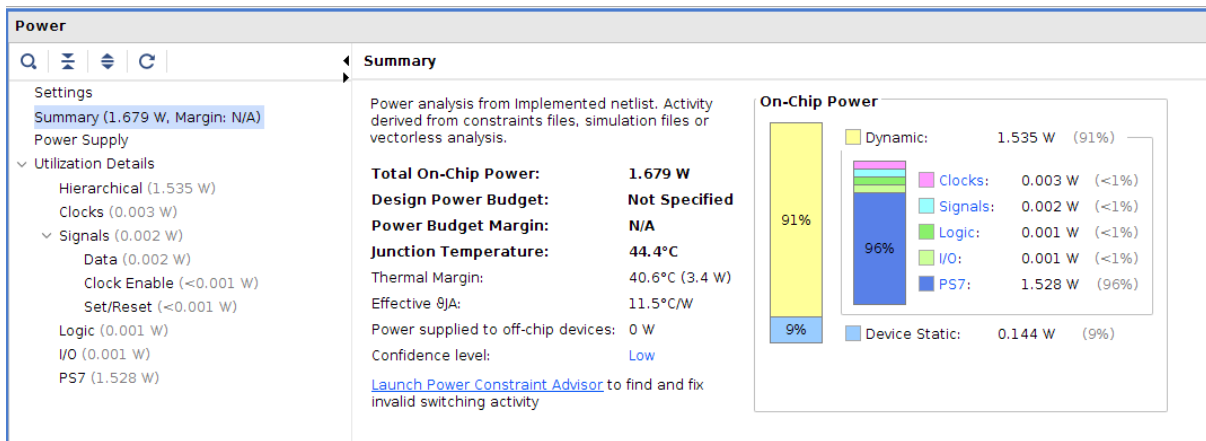 Power
Summary
Settings
Summary (1.679 W, Margin: N/A)
Power Supply
Utilization Details
Hierarchical (1.535 W)
Clocks (0.003 W)
Signals (0.002 W)
Data (0.002 W)
Clock Enable (<0.001 W)
Set/Reset (<0.001 W)
Logic (0.001 W)
I/O (0.001 W)
PS7 (1.528 W)
Power analysis from Implemented netlist. Activity
derived from constraints files, simulation files or
vectorless analysis.
Total On-Chip Power: 1.679 W
Design Power Budget: Not Specified
Power Budget Margin: N/A
Junction Temperature: 44.4°C
Thermal Margin: 40.6°C (3.4 W)
Effective ϑJA: 11.5°C/W
Power supplied to off-chip devices: 0 W
Confidence level: Low
Launch Power Constraint Advisor to find and fix
invalid switching activity
On-Chip Power
91%
9%
Dynamic: 1.535 W (91%)
96%
Clocks: 0.003 W (<1%)
Signals: 0.002 W (<1%)
Logic: 0.001 W (<1%)
I/O: 0.001 W (<1%)
PS7: 1.528 W (96%)
Device Static: 0.144 W (9%)